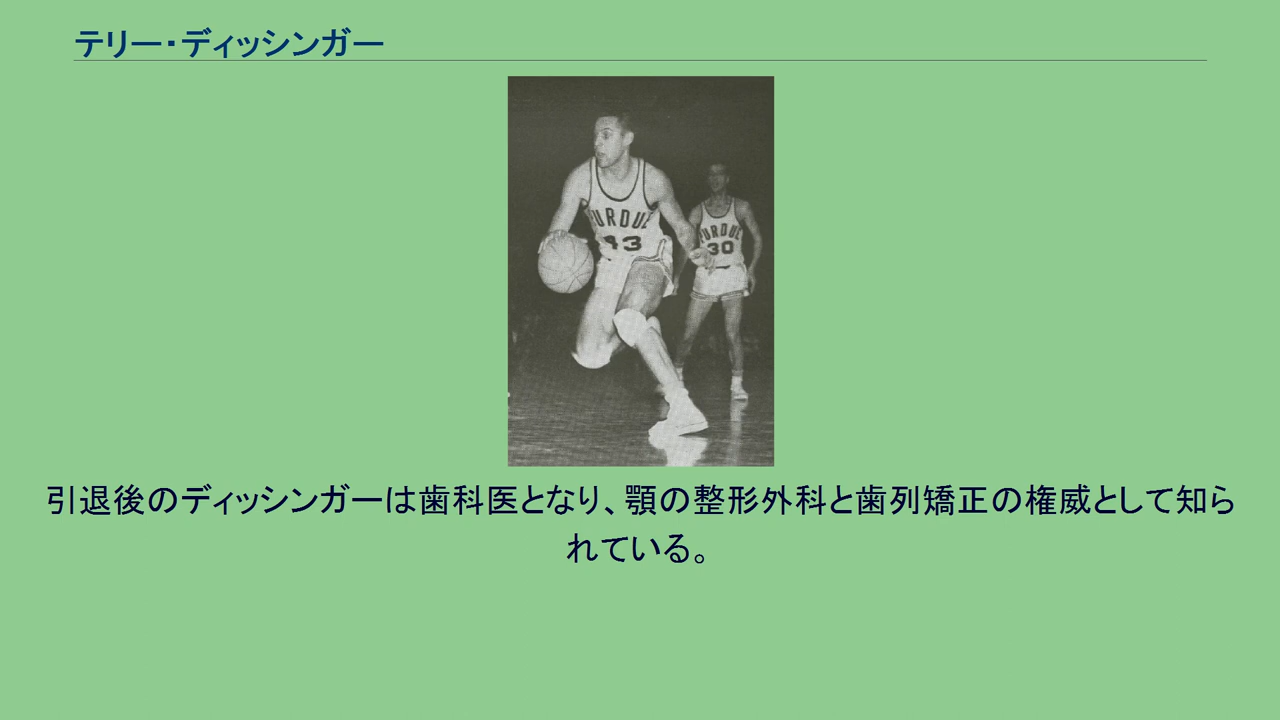 テリー・ディッシンガー
PURDUE
43
PURDUE
30
引退後のディッシンガーは歯科医となり、顎の整形外科と歯列矯正の権威として知ら
れている。